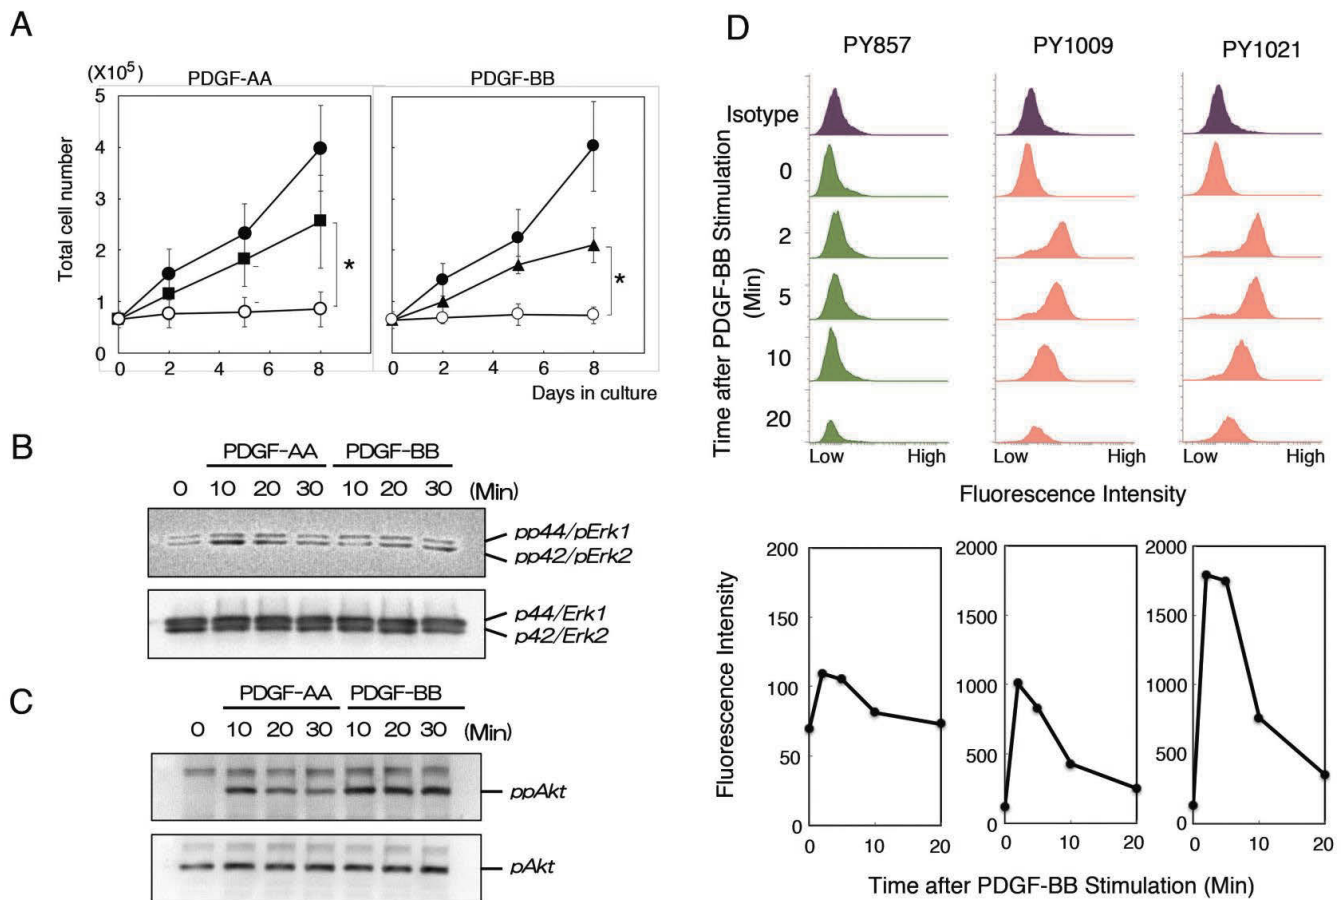 A
(X10⁵)
PDGF-AA
PDGF-BB
Total cell number
5
4
3
2
1
0
*
*
0 2 4 6 8
0 2 4 6 8
Days in culture
B
PDGF-AA PDGF-BB
0 10 20 30 10 20 30 (Min)
pp44/pErk1
pp42/pErk2
p44/Erk1
p42/Erk2
C
PDGF-AA PDGF-BB
0 10 20 30 10 20 30 (Min)
ppAkt
pAkt
D
PY857 PY1009 PY1021
Time after PDGF-BB Stimulation
(Min)
Isotype
0
2
5
10
20
Low High Low High Low High
Fluorescence Intensity
Fluorescence Intensity
200
150
100
50
0
0 10 20
2000
1500
1000
500
0
0 10 20
2000
1500
1000
500
0
0 10 20
Time after PDGF-BB Stimulation (Min)